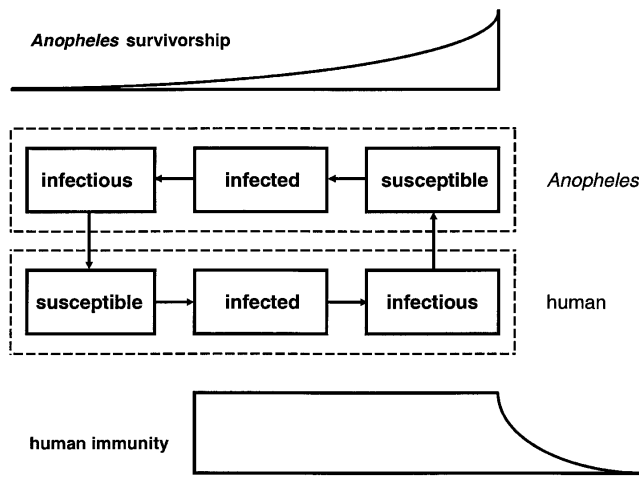 Anopheles survivorship
infectious infected susceptible Anopheles
susceptible infected infectious human
human immunity